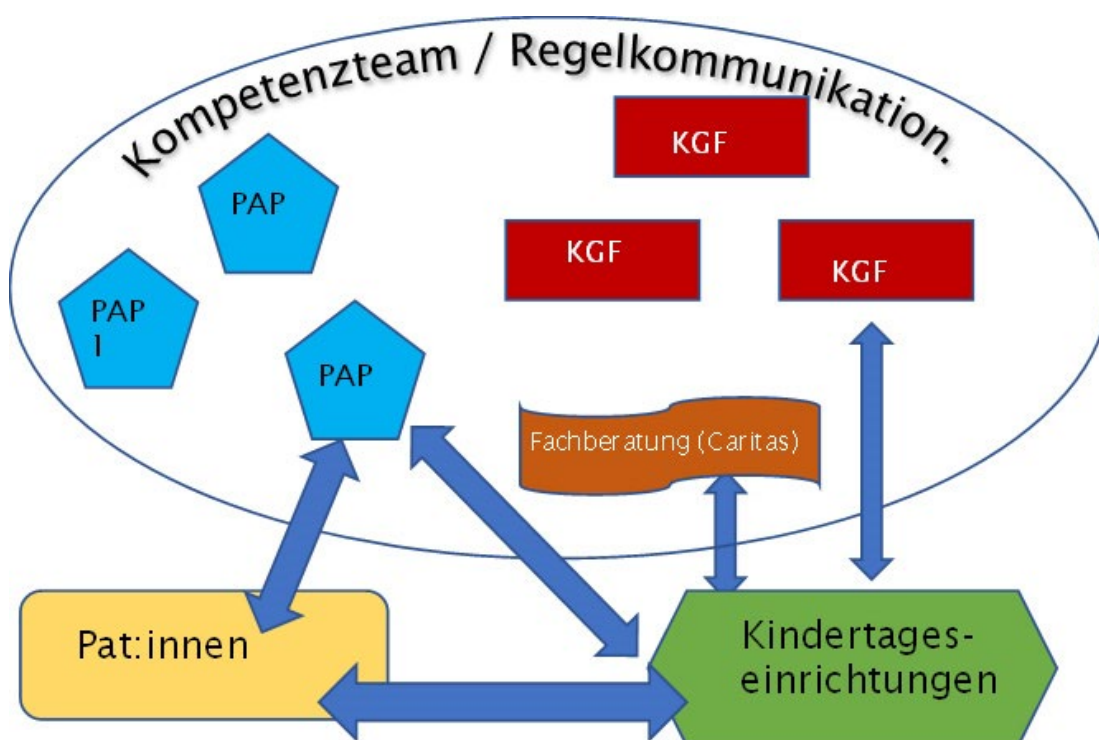 Kompetenzteam / Regelkommunikation.
KGF
PAP
KGF
KGF
PAP
1
PAP
Fachberatung (Caritas)
Pat:innen
Kindertages-
einrichtungen